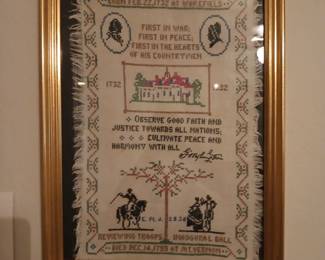 BORN FEB. 22, 1732 AT WAKEFIELD
FIRST IN WAR;
FIRST IN PEACE;
FIRST IN THE HEARTS
OF HIS COUNTRYMEN
1732
32
OBSERVE GOOD FAITH AND
JUSTICE TOWARDS ALL NATIONS;
CULTIVATE PEACE AND
HARMONY WITH ALL
REVIEWING TROOPS
INAUGURAL BALL
DIED DEC. 14, 1799 AT MT. VERNON